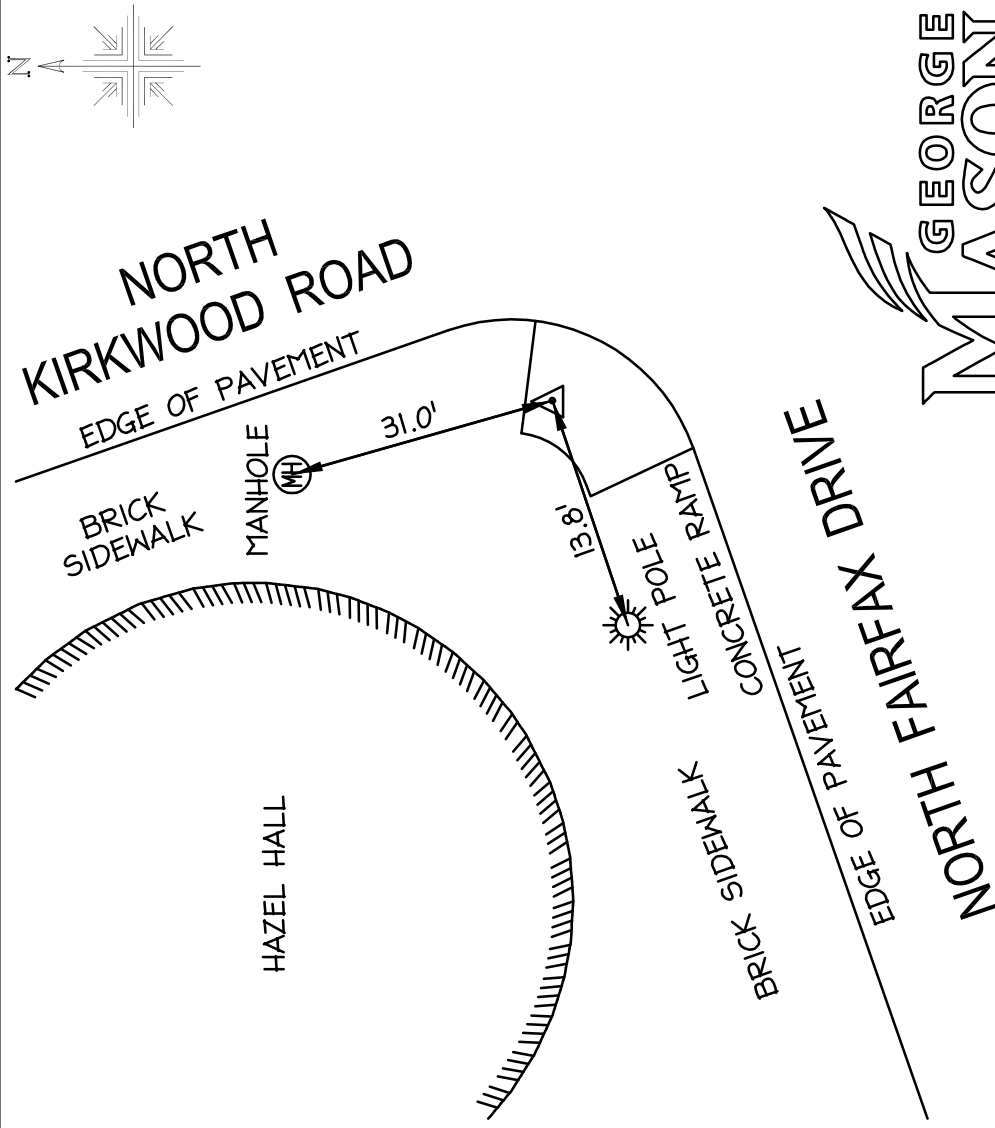 N
GEORGE
MASON
NORTH
KIRKWOOD ROAD
EDGE OF PAVEMENT
31.0'
MANHOLE
MH
BRICK
SIDEWALK
13.8'
LIGHT POLE
CONCRETE RAMP
HAZEL HALL
BRICK SIDEWALK
EDGE OF PAVEMENT
NORTH FAIRFAX DRIVE